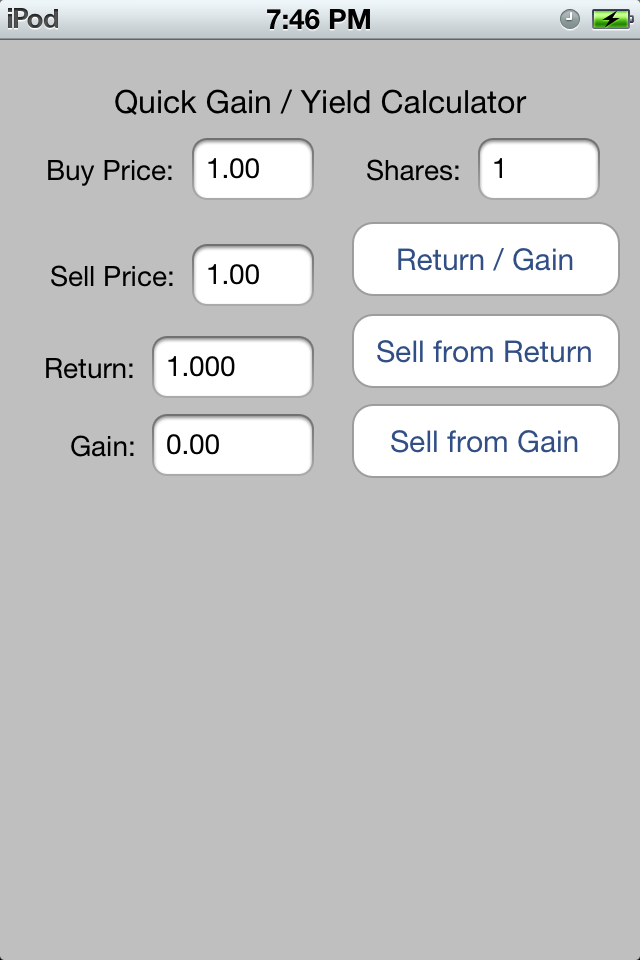 iPod 7:46 PM
Quick Gain / Yield Calculator
Buy Price: 1.00 Shares: 1
Return / Gain
Sell Price: 1.00
Sell from Return
Return: 1.000
Sell from Gain
Gain: 0.00